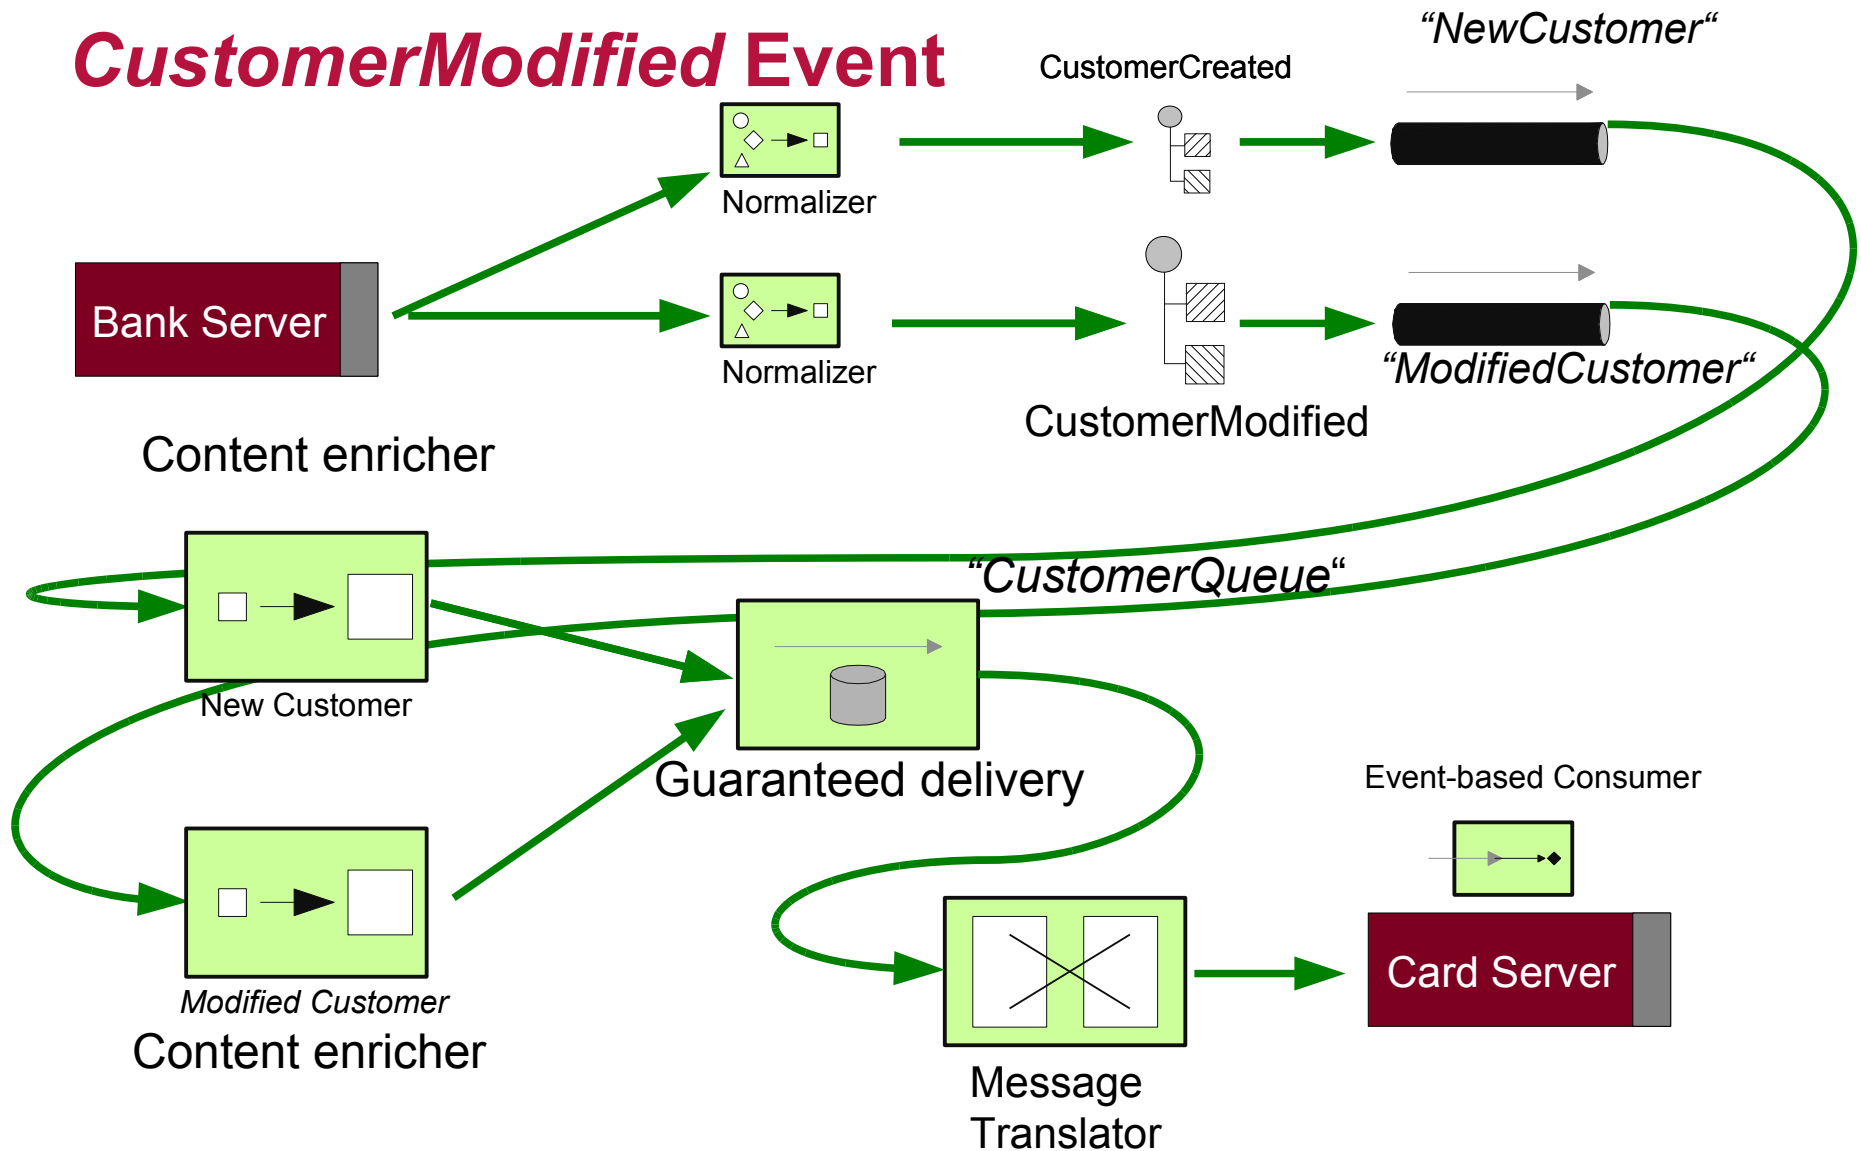 CustomerModified Event
“NewCustomer“
CustomerCreated
Normalizer
Bank Server
Normalizer
“ModifiedCustomer“
CustomerModified
Content enricher
“CustomerQueue“
New Customer
Guaranteed delivery
Event-based Consumer
Card Server
Modified Customer
Content enricher
Message
Translator